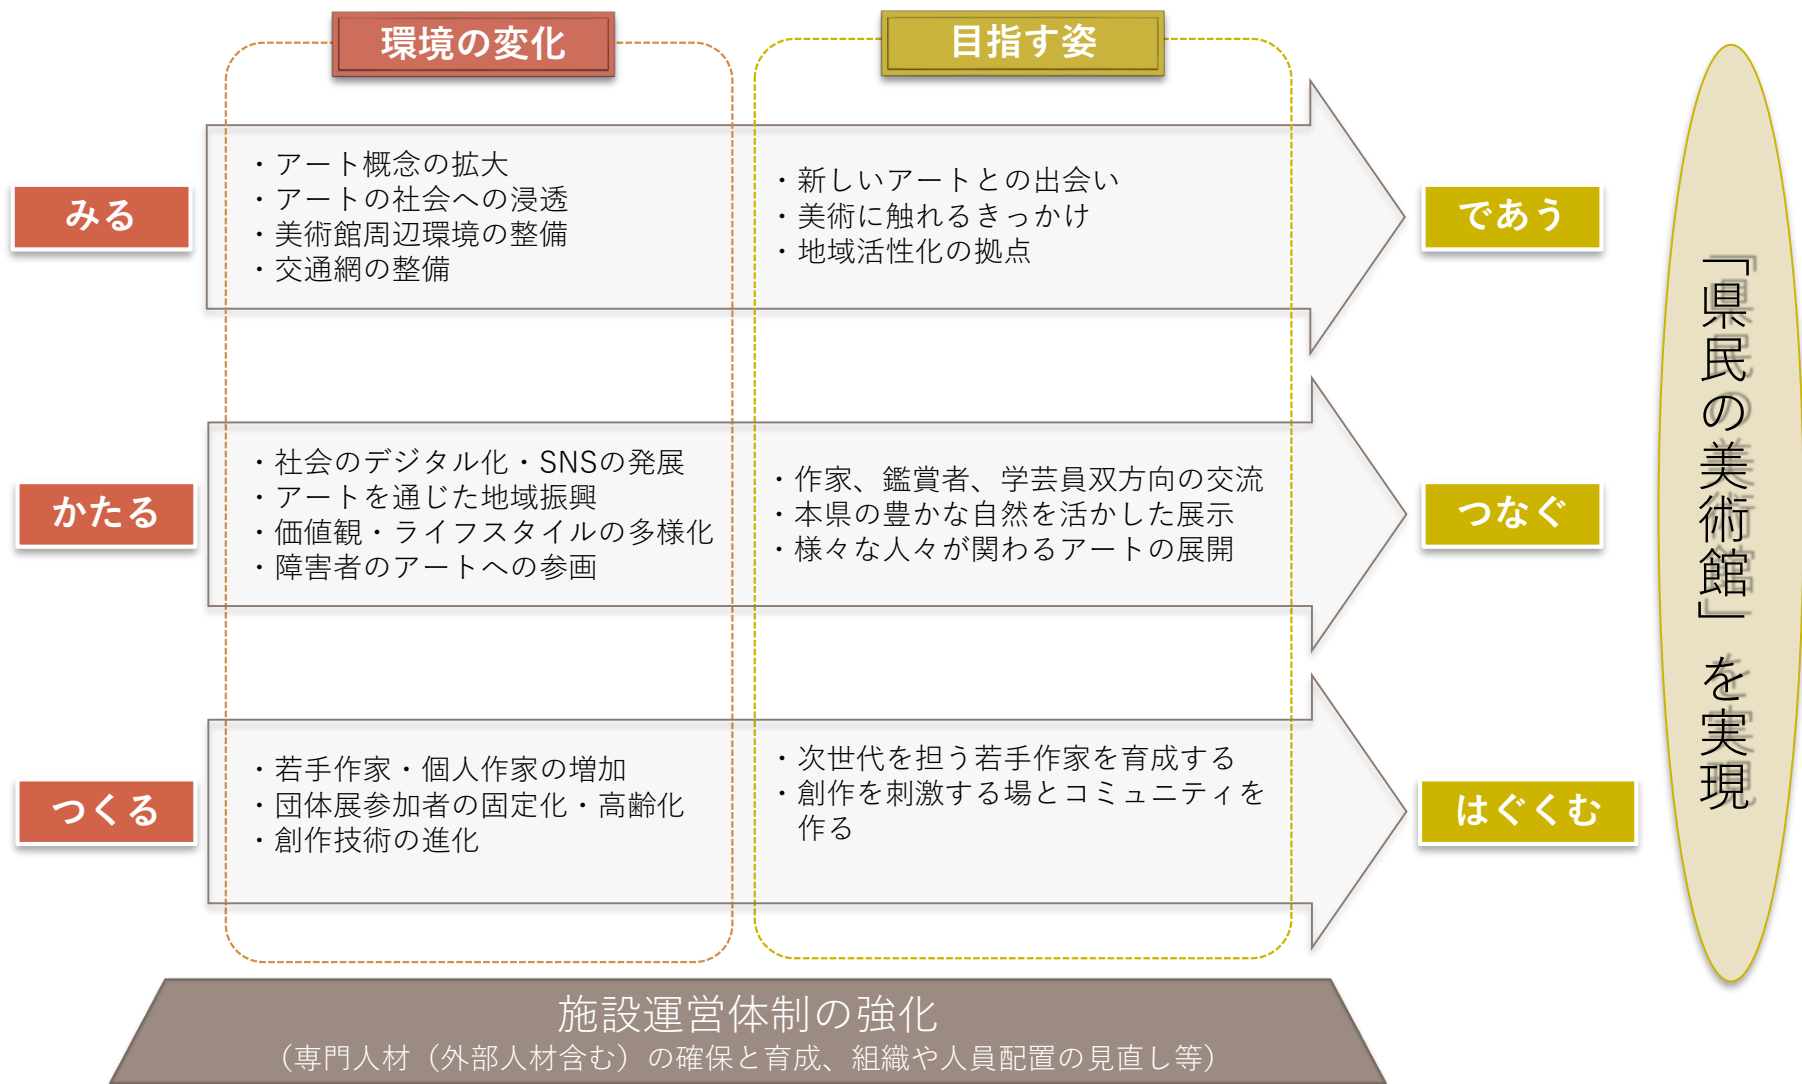 環境の変化
目指す姿
みる
・アート概念の拡大
・アートの社会への浸透
・美術館周辺環境の整備
・交通網の整備
・新しいアートとの出会い
・美術に触れるきっかけ
・地域活性化の拠点
であう
かたる
・社会のデジタル化・SNSの発展
・アートを通じた地域振興
・価値観・ライフスタイルの多様化
・障害者のアートへの参画
・作家、鑑賞者、学芸員双方向の交流
・本県の豊かな自然を活かした展示
・様々な人々が関わるアートの展開
つなぐ
つくる
・若手作家・個人作家の増加
・団体展参加者の固定化・高齢化
・創作技術の進化
・次世代を担う若手作家を育成する
・創作を刺激する場とコミュニティを
作る
はぐくむ
「県民の美術館」を実現
施設運営体制の強化
（専門人材（外部人材含む）の確保と育成、組織や人員配置の見直し等）